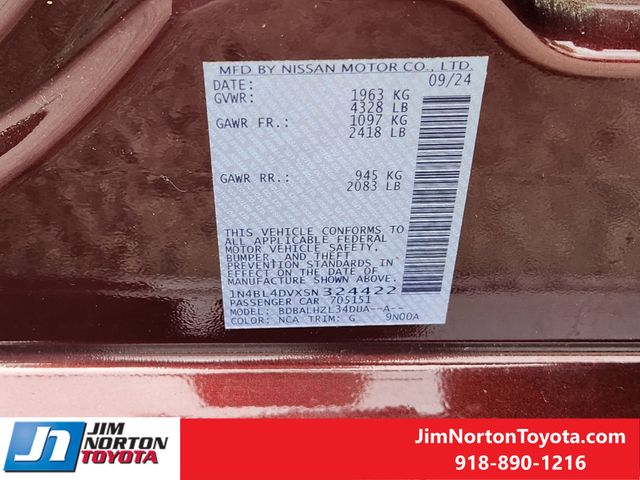 MFD BY NISSAN MOTOR CO., LTD.
DATE: 09/24
GVWR: 1963 KG
4328 LB
GAWR FR.: 1097 KG
2418 LB
GAWR RR.: 945 KG
2083 LB
THIS VEHICLE CONFORMS TO
ALL APPLICABLE FEDERAL
MOTOR VEHICLE SAFETY,
BUMPER, AND THEFT
PREVENTION STANDARDS IN
EFFECT ON THE DATE OF
MANUFACTURE SHOWN ABOVE.
1N4BL4DVXSN 324422
PASSENGER CAR 705151
MODEL: BDBALHZL34DUA--A--
COLOR: NCA TRIM: G 9N00A
JIM
NORTON
TOYOTA
JimNortonToyota.com
918-890-1216